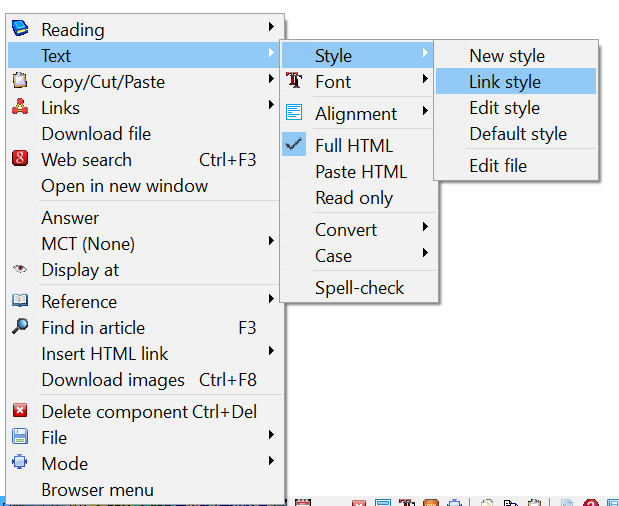 Reading
Text
Copy/Cut/Paste
Links
Download file
Web search Ctrl+F3
Open in new window
Answer
MCT (None)
Display at
Reference
Find in article F3
Insert HTML link
Download images Ctrl+F8
Delete component Ctrl+Del
File
Mode
Browser menu
Style
Font
Alignment
Full HTML
Paste HTML
Read only
Convert
Case
Spell-check
New style
Link style
Edit style
Default style
Edit file